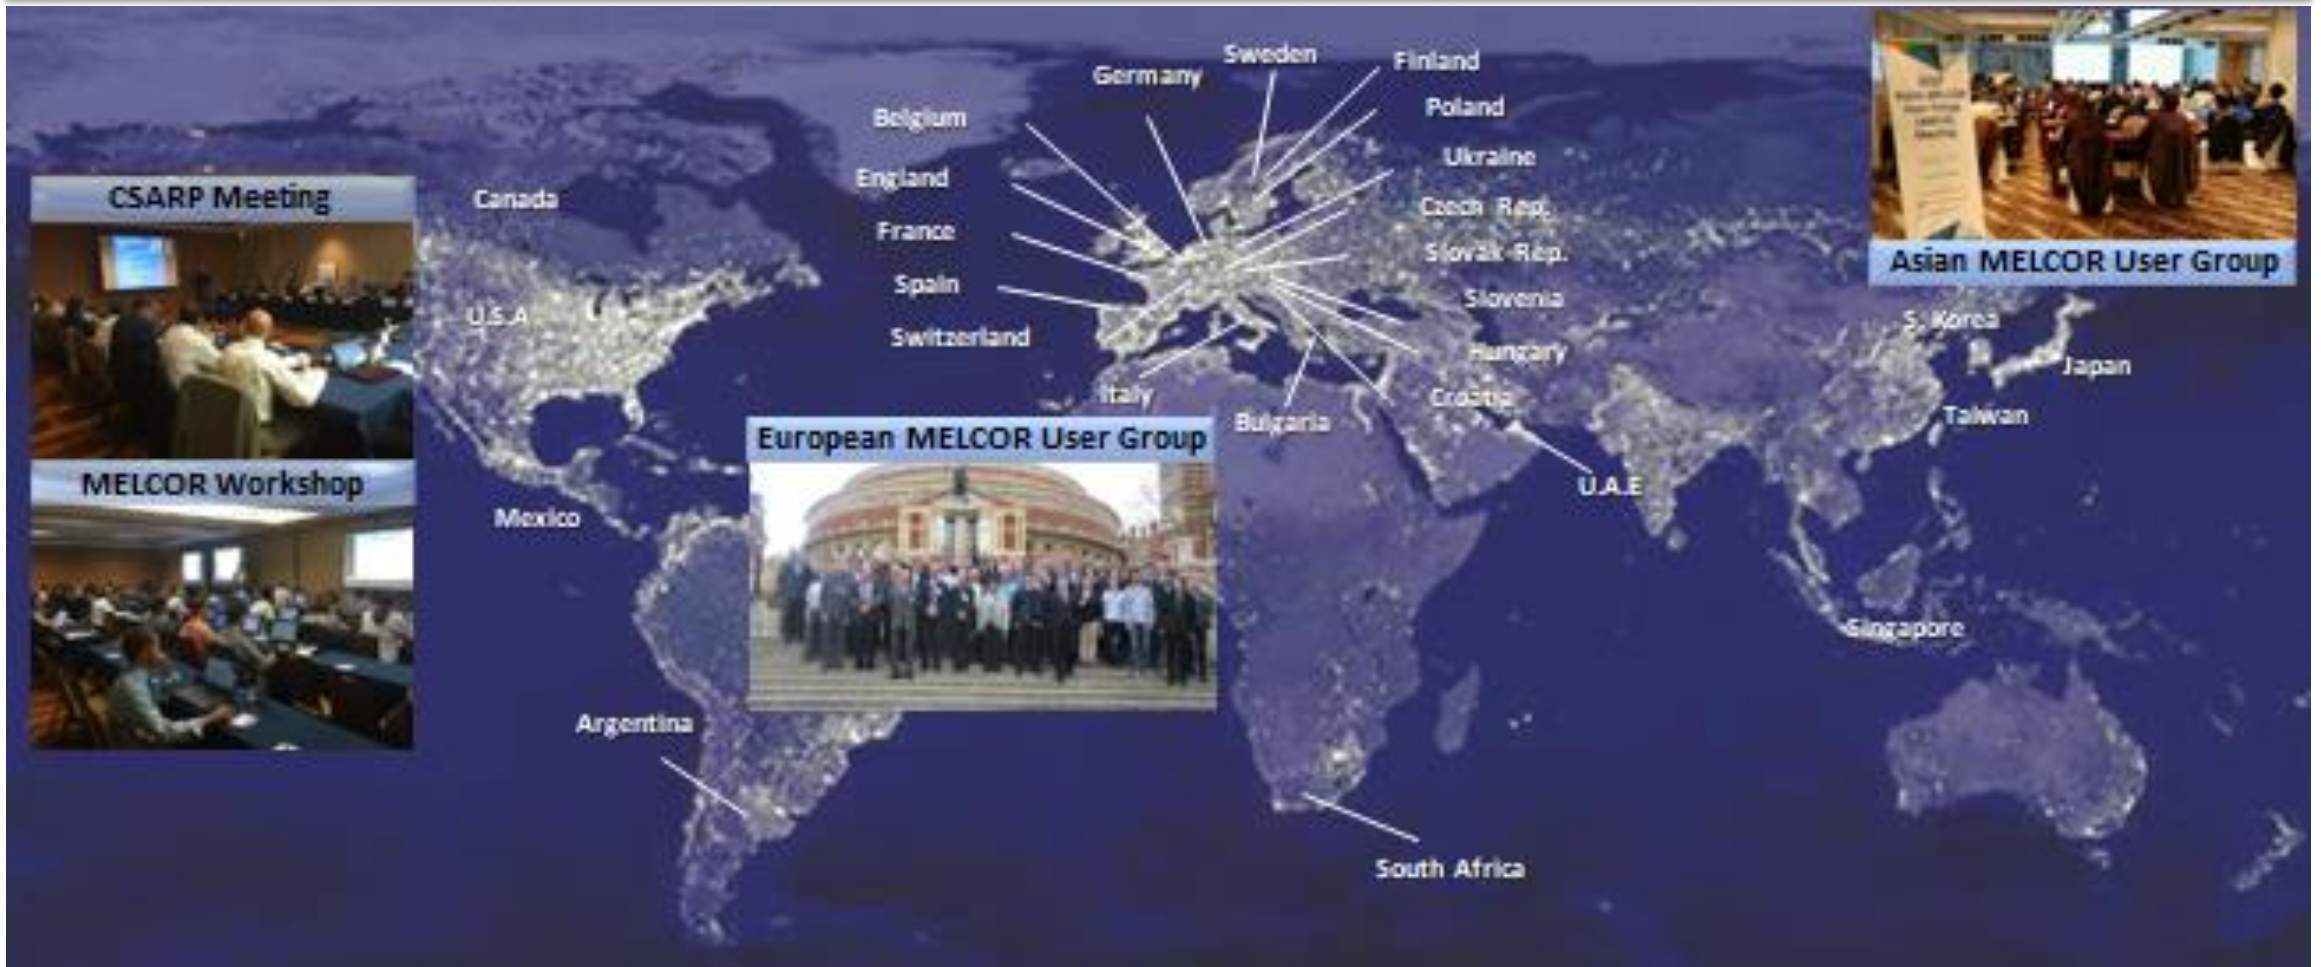 Sweden
Finland
Germany
Poland
Belgium
Ukraine
England
Czech Rep.
France
Slovak Rep.
Spain
Slovenia
Switzerland
Hungary
Italy
Croatia
Bulgaria
U.A.E
Canada
U.S.A
Mexico
Argentina
South Africa
S. Korea
Japan
Taiwan
Singapore
CSARP Meeting
MELCOR Workshop
European MELCOR User Group
Asian MELCOR User Group
Meeting